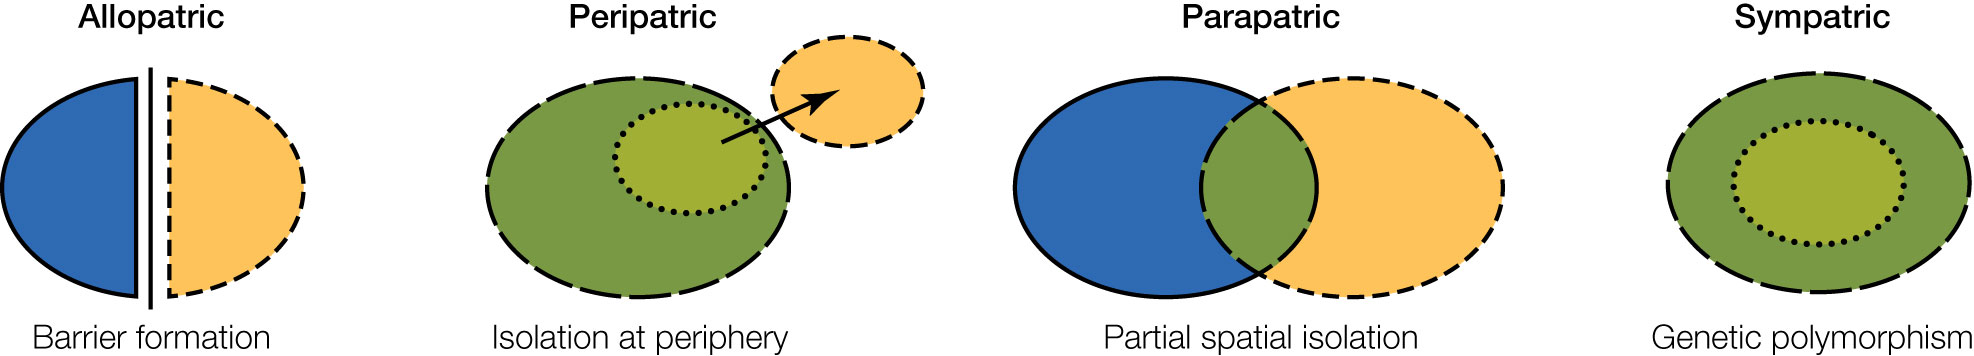 Allopatric
Peripatric
Parapatric
Sympatric
Barrier formation
Isolation at periphery
Partial spatial isolation
Genetic polymorphism